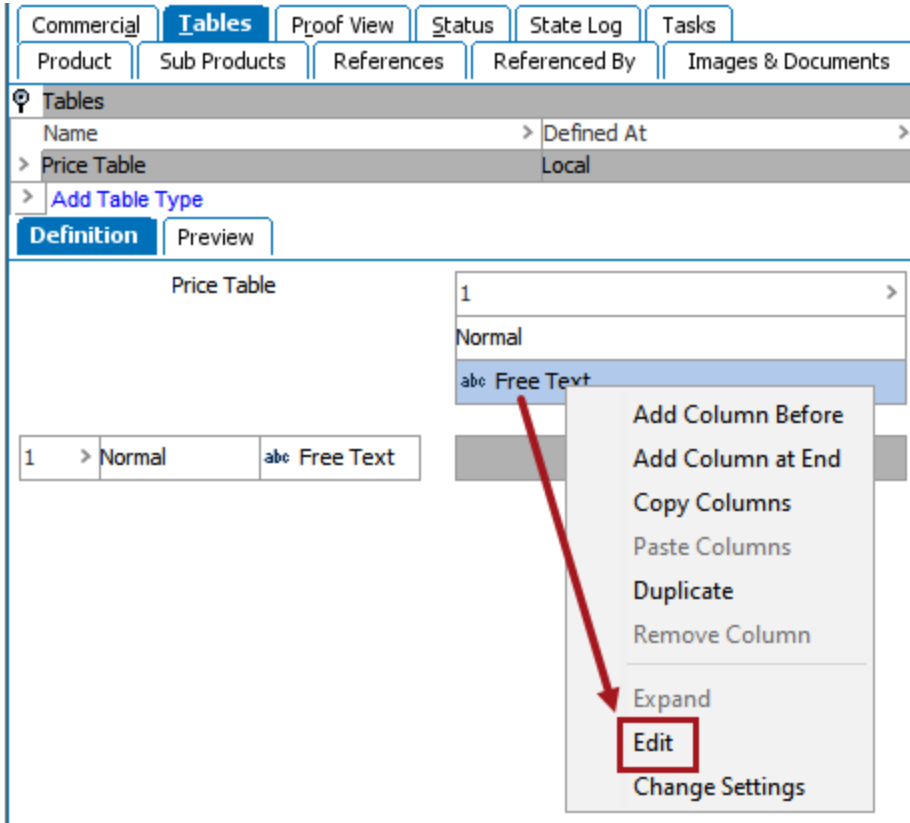 Commercial Tables Proof View Status State Log Tasks
Product Sub Products References Referenced By Images & Documents
Tables
Name > Defined At >
> Price Table Local
> Add Table Type
Definition Preview
Price Table
1 >
Normal
abc Free Text
1 > Normal abc Free Text
Add Column Before
Add Column at End
Copy Columns
Paste Columns
Duplicate
Remove Column
Expand
Edit
Change Settings